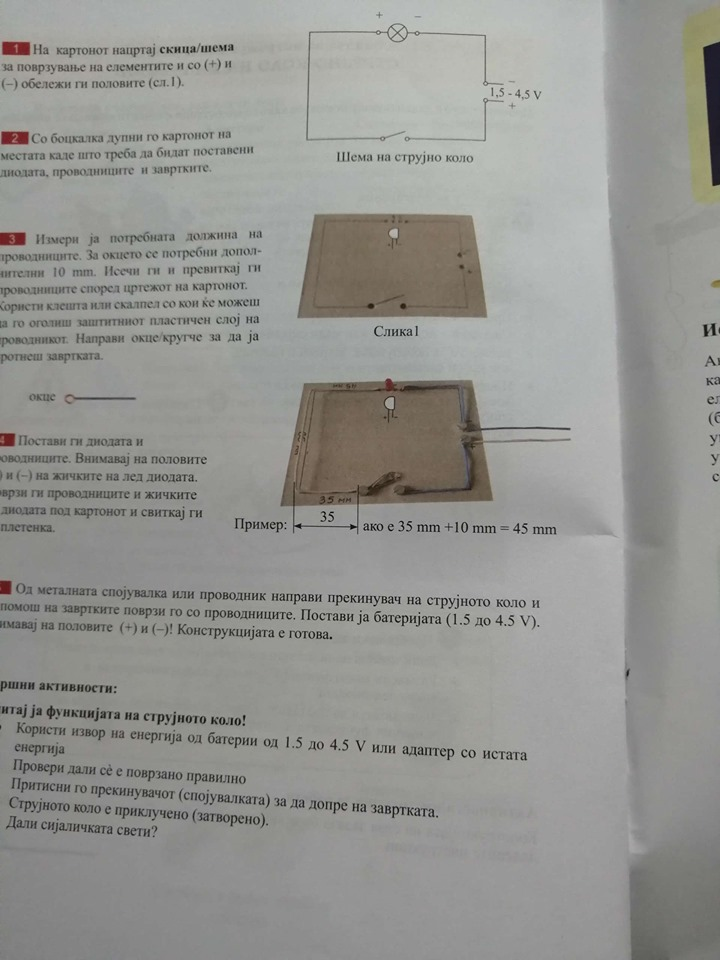 + −
1 На картонот нацртај скица/шема
за поврзување на елементите и со (+) и
(−) обележи ги половите (сл.1).
−
1,5 - 4,5 V
+
Шема на струјно коло
2 Со боцкалка дупни го картонот на
местата каде што треба да бидат поставени
диодата, проводниците и завртките.
3 Измери ја потребната должина на
проводниците. За окцето се потребни допол-
нителни 10 mm. Исечи ги и превиткај ги
проводниците според цртежот на картонот.
Користи клешта или скалпел со кои ќе можеш
да го оголиш заштитниот пластичен слој на
проводникот. Направи окце/кругче за да ја
протнеш завртката.
Слика1
окце
4 Постави ги диодата и
проводниците. Внимавај на половите
) и (−) на жичките на лед диодата.
врзи ги проводниците и жичките
диодата под картонот и свиткај ги
плетенка.
35 мм
Пример: 35 ако е 35 mm +10 mm = 45 mm
Од металната спојувалка или проводник направи прекинувач на струјното коло и
помош на завртките поврзи го со проводниците. Постави ја батеријата (1.5 до 4.5 V).
имавај на половите (+) и (−)! Конструкцијата е готова.
ршни активности:
итај ја функцијата на струјното коло!
Користи извор на енергија од батерии од 1.5 до 4.5 V или адаптер со истата
енергија
Провери дали сè е поврзано правилно
Притисни го прекинувачот (спојувалката) за да допре на завртката.
Струјното коло е приклучено (затворено).
Дали сијаличката свети?